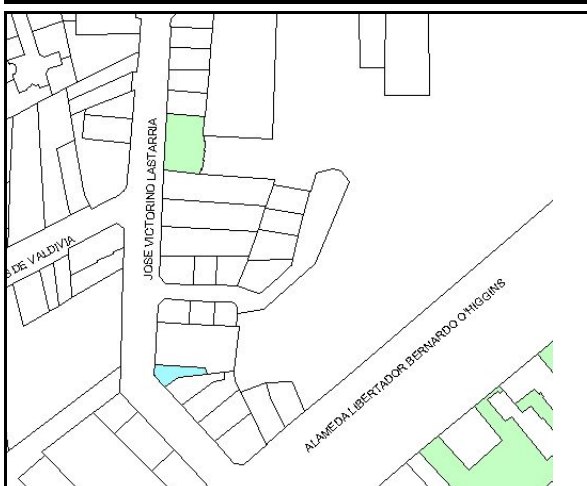 JOSE VICTORINO LASTARRIA
DE VALDIVIA
ALAMEDA LIBERTADOR BERNARDO O'HIGGINS